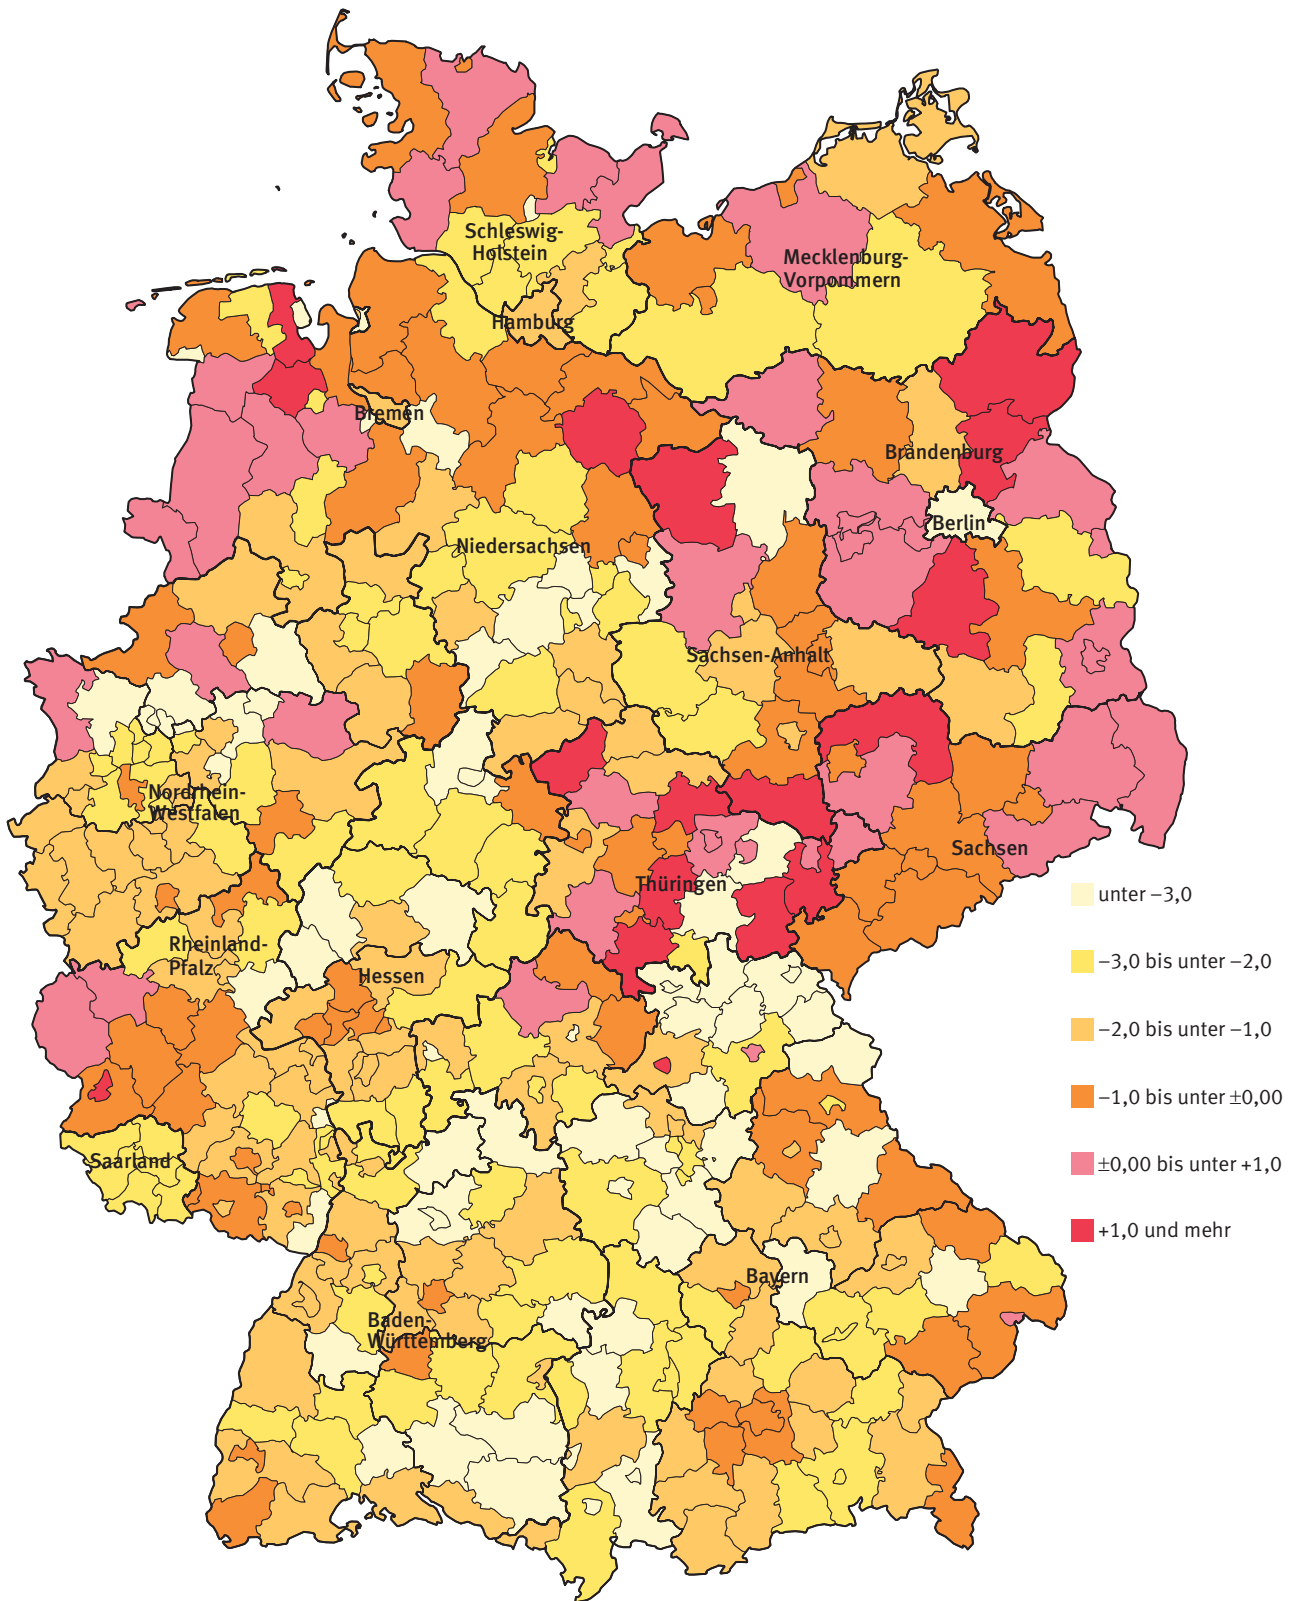 Schleswig-
Holstein
Mecklenburg-
Vorpommern
Hamburg
Bremen
Brandenburg
Berlin
Niedersachsen
Sachsen-Anhalt
Nordrhein-
Westfalen
Sachsen
Thüringen
unter –3,0
Rheinland-
Pfalz
Hessen
–3,0 bis unter –2,0
–2,0 bis unter –1,0
–1,0 bis unter ±0,00
Saarland
±0,00 bis unter +1,0
+1,0 und mehr
Bayern
Baden-
Württemberg